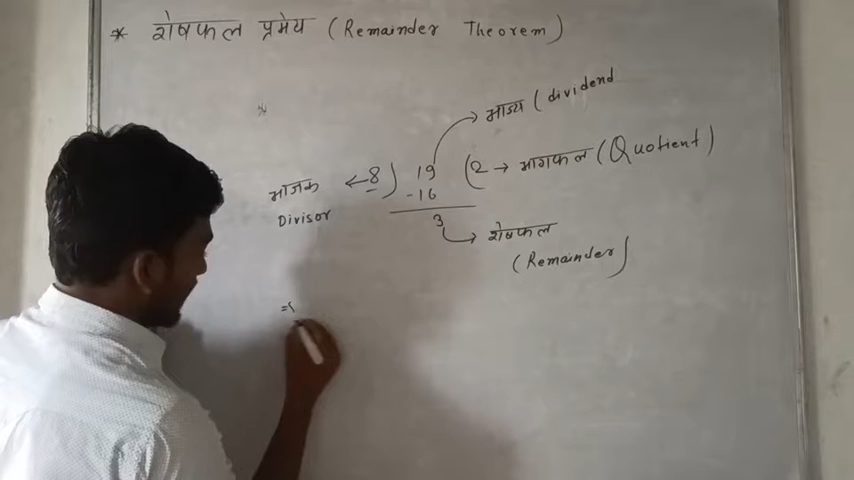 * शेषफल प्रमेय (Remainder Theorem)
भाज्य (dividend
भाजक ← 8) 19 (2 → भागफल (Quotient)
Divisor
-16
3
शेषफल
(Remainder)